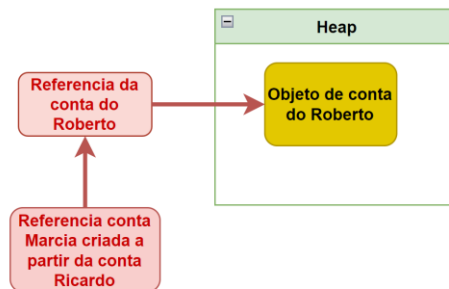 Heap
Referencia da
conta do
Roberto
Objeto de conta
do Roberto
Referencia conta
Marcia criada a
partir da conta
Ricardo